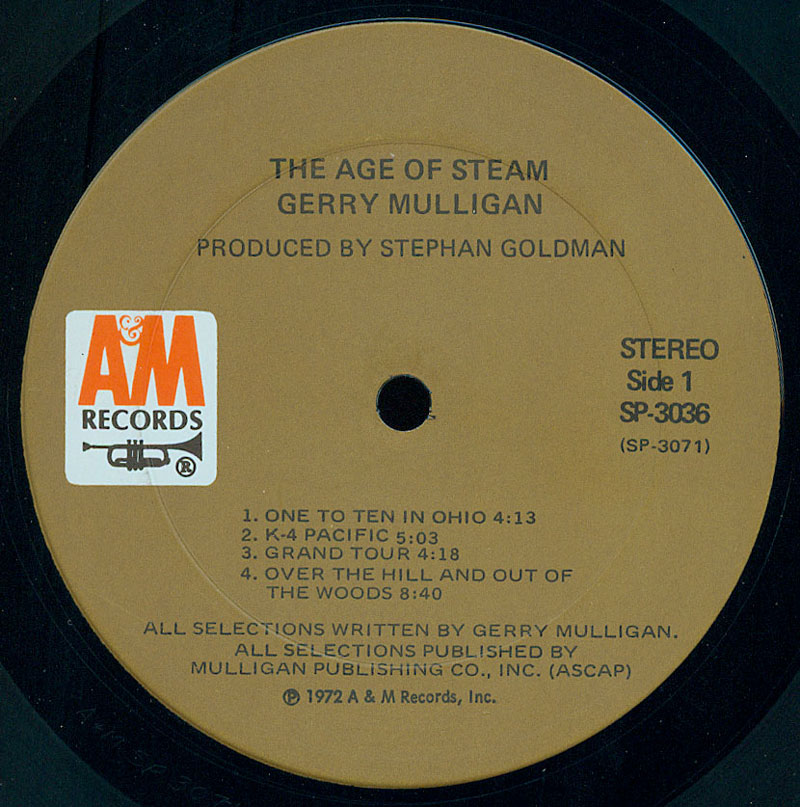 THE AGE OF STEAM
GERRY MULLIGAN
PRODUCED BY STEPHAN GOLDMAN
A&M
RECORDS
®
STEREO
Side 1
SP-3036
(SP-3071)
1. ONE TO TEN IN OHIO 4:13
2. K-4 PACIFIC 5:03
3. GRAND TOUR 4:18
4. OVER THE HILL AND OUT OF
THE WOODS 8:40
ALL SELECTIONS WRITTEN BY GERRY MULLIGAN.
ALL SELECTIONS PUBLISHED BY
MULLIGAN PUBLISHING CO., INC. (ASCAP)
℗ 1972 A & M Records, Inc.